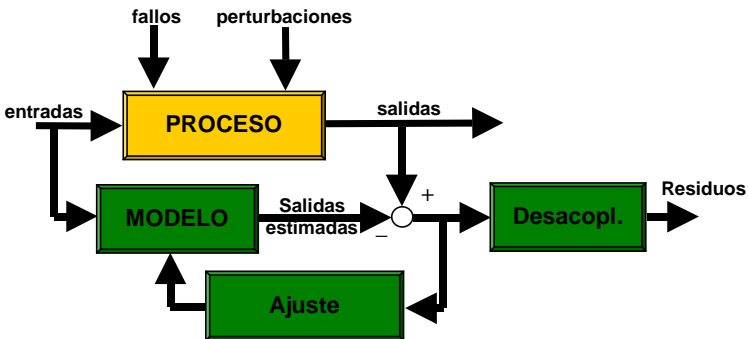 fallos
perturbaciones
entradas
PROCESO
salidas
MODELO
Salidas
estimadas
+
−
Desacopl.
Residuos
Ajuste